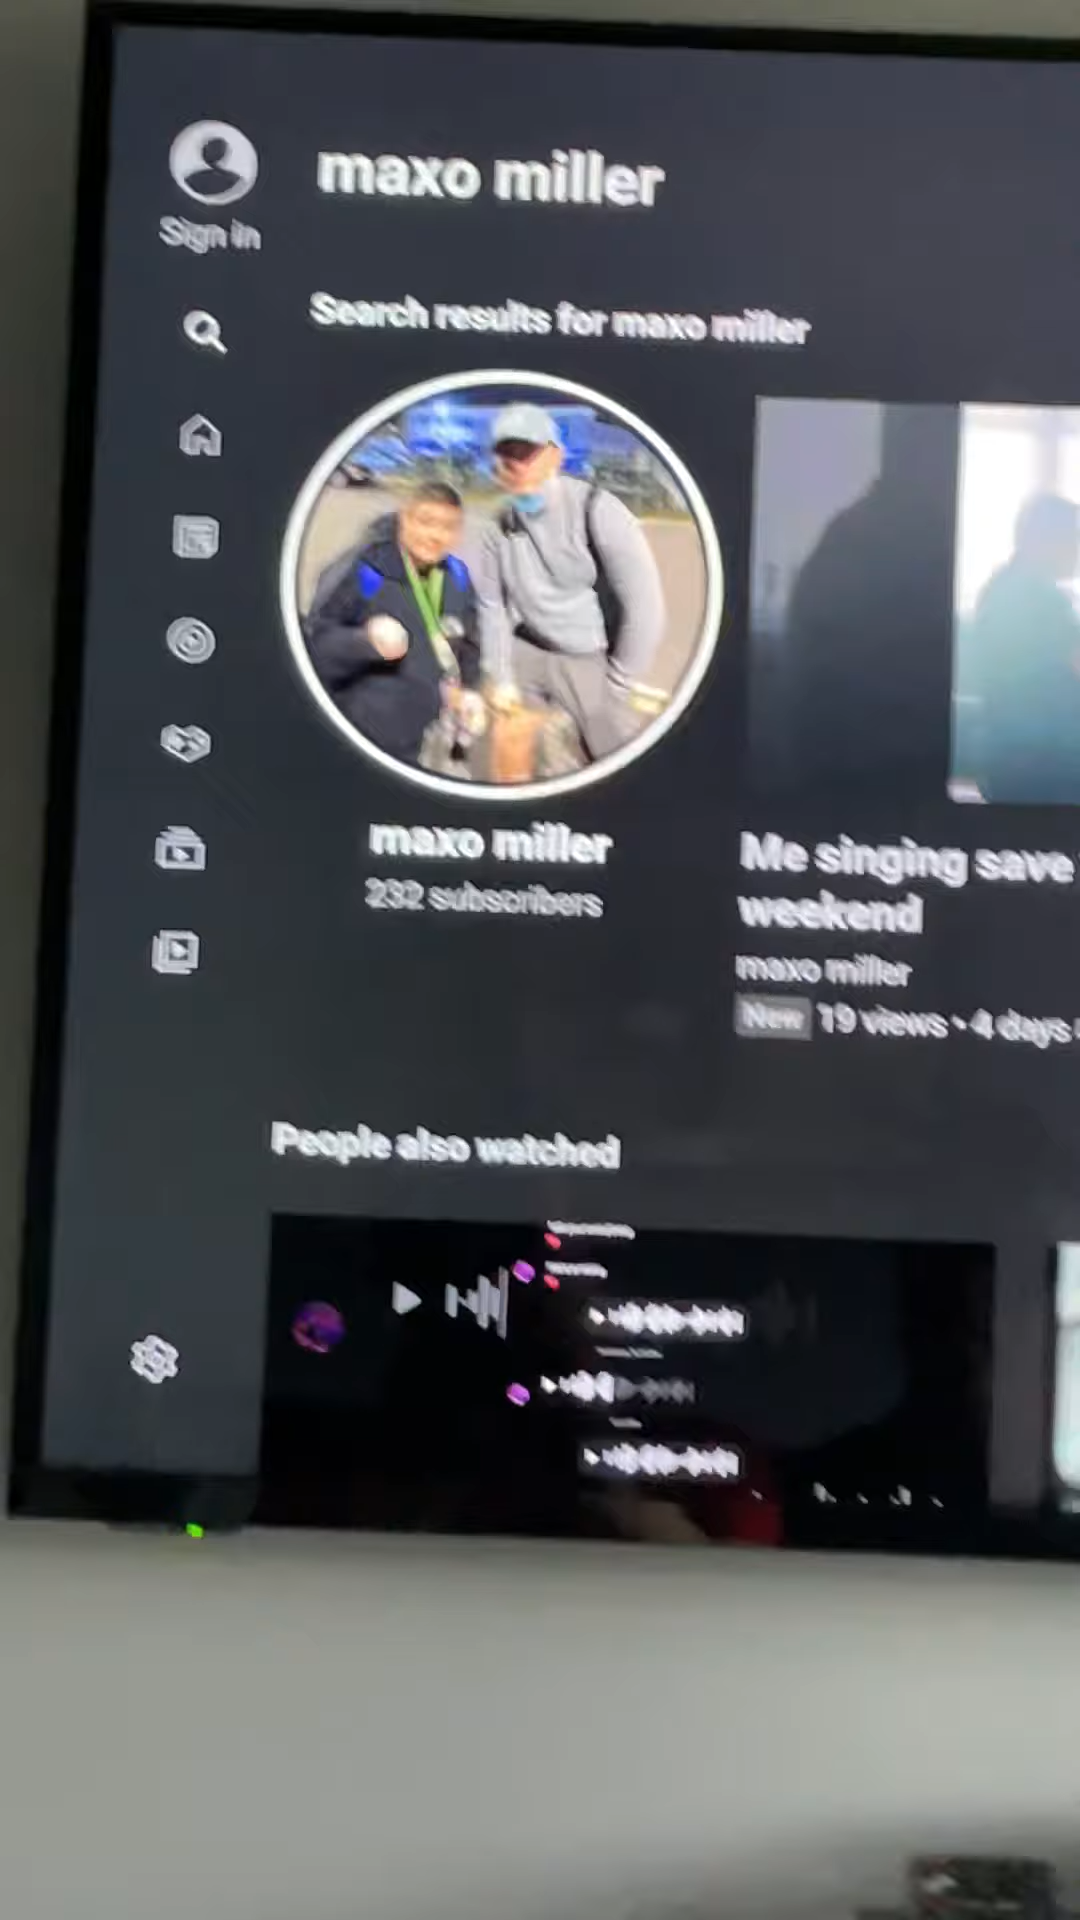 maxo miller
Sign in
Search results for maxo miller
maxo miller
232 subscribers
Me singing save
weekend
maxo miller
New 19 views • 4 days
People also watched